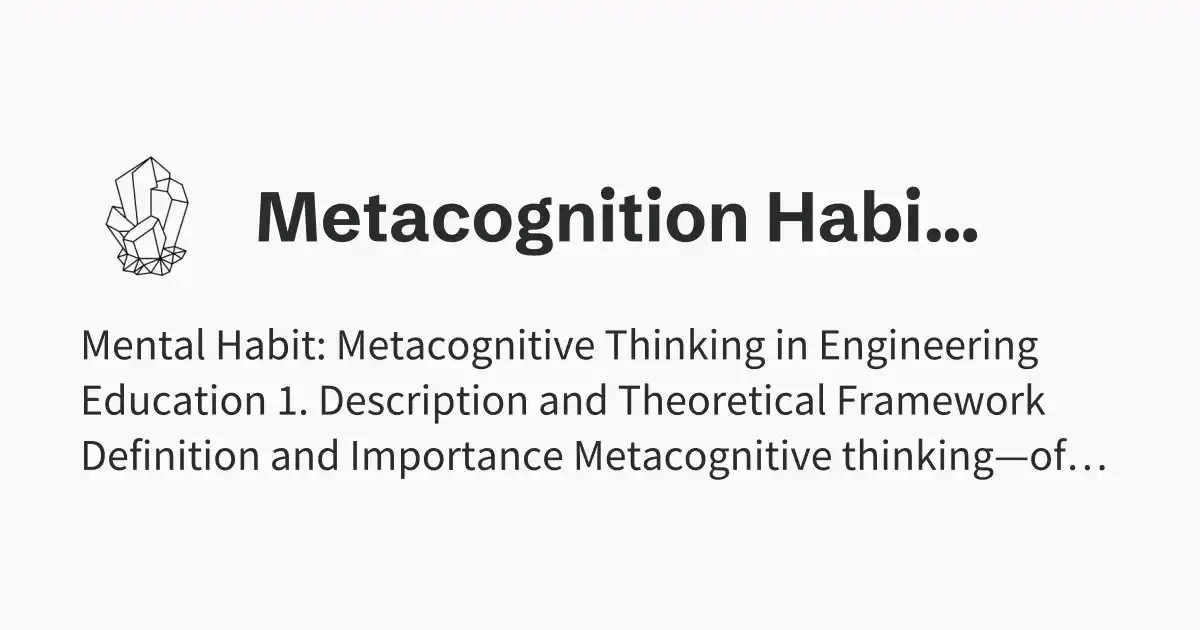 Metacognition Habi...
Mental Habit: Metacognitive Thinking in Engineering
Education 1. Description and Theoretical Framework
Definition and Importance Metacognitive thinking—of…